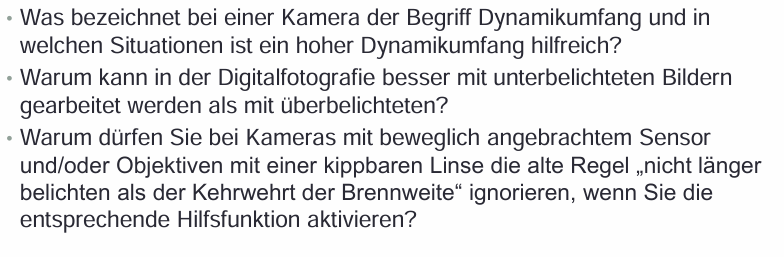 • Was bezeichnet bei einer Kamera der Begriff Dynamikumfang und in
welchen Situationen ist ein hoher Dynamikumfang hilfreich?
• Warum kann in der Digitalfotografie besser mit unterbelichteten Bildern
gearbeitet werden als mit überbelichteten?
• Warum dürfen Sie bei Kameras mit beweglich angebrachtem Sensor
und/oder Objektiven mit einer kippbaren Linse die alte Regel „nicht länger
belichten als der Kehrwehrt der Brennweite“ ignorieren, wenn Sie die
entsprechende Hilfsfunktion aktivieren?